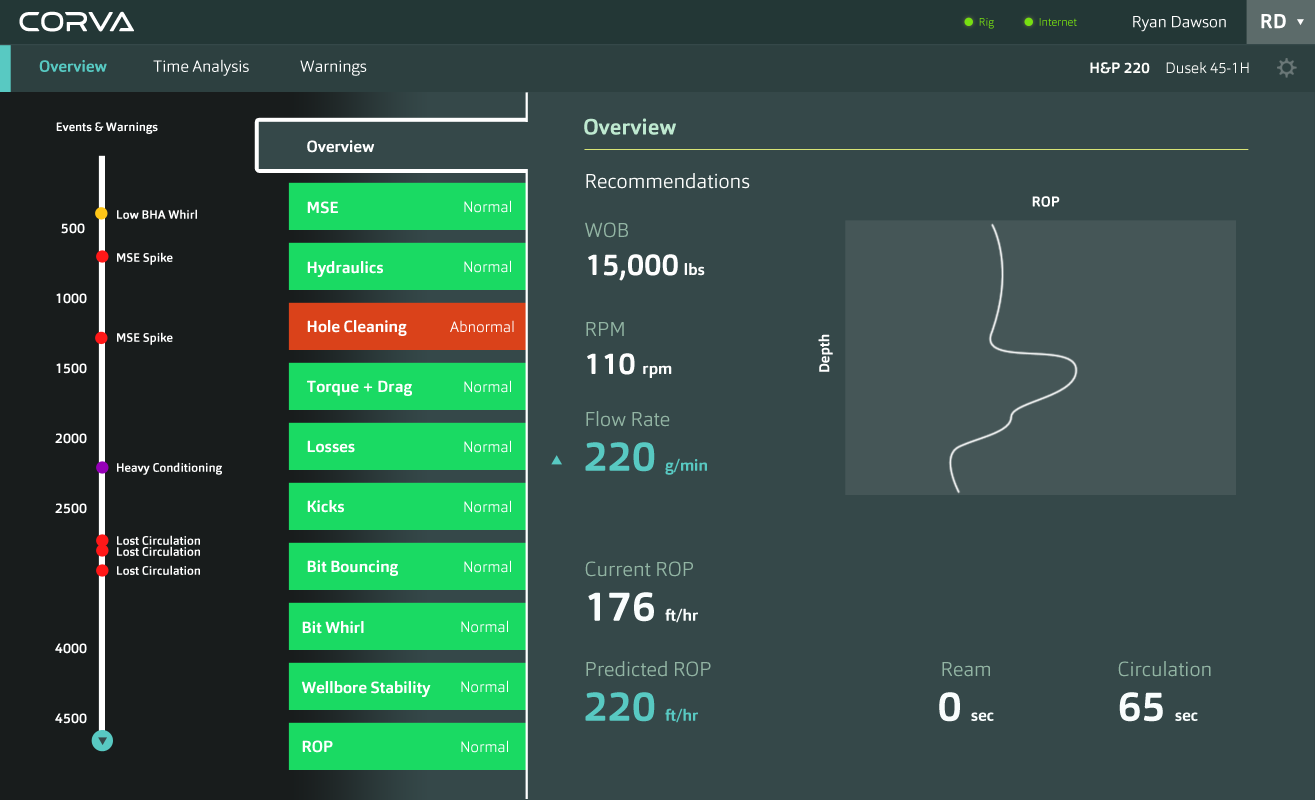 CORVA
Rig
Internet
Ryan Dawson
RD
Overview
Time Analysis
Warnings
H&P 220
Dusek 45-1H
Events & Warnings
Low BHA Whirl
500
MSE Spike
1000
MSE Spike
1500
2000
Heavy Conditioning
2500
Lost Circulation
Lost Circulation
Lost Circulation
4000
4500
Overview
MSE Normal
Hydraulics Normal
Hole Cleaning Abnormal
Torque + Drag Normal
Losses Normal
Kicks Normal
Bit Bouncing Normal
Bit Whirl Normal
Wellbore Stability Normal
ROP Normal
Overview
Recommendations
WOB
15,000 lbs
RPM
110 rpm
Flow Rate
220 g/min
ROP
Depth
Current ROP
176 ft/hr
Predicted ROP
220 ft/hr
Ream
0 sec
Circulation
65 sec